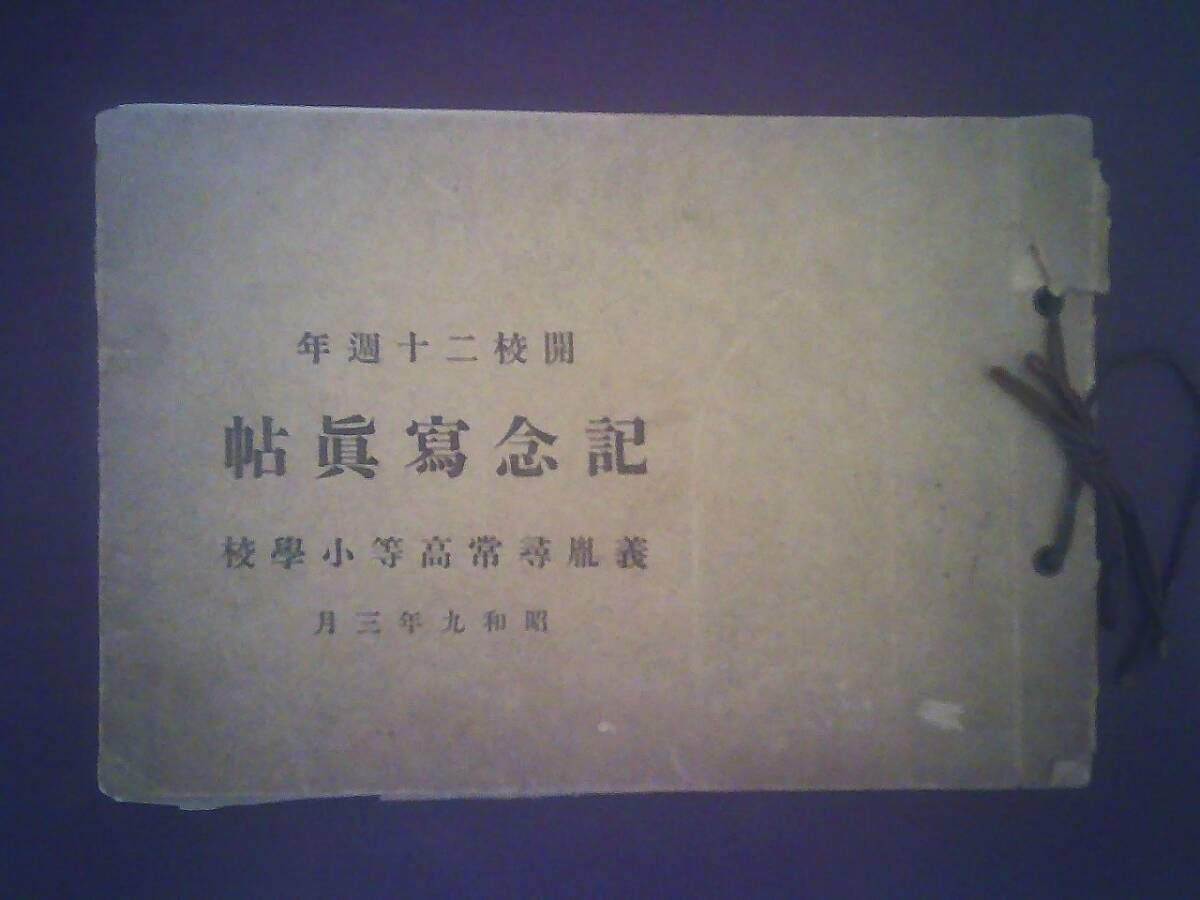 開校二十週年
記念寫眞帖
義胤尋常高等小學校
昭和九年三月